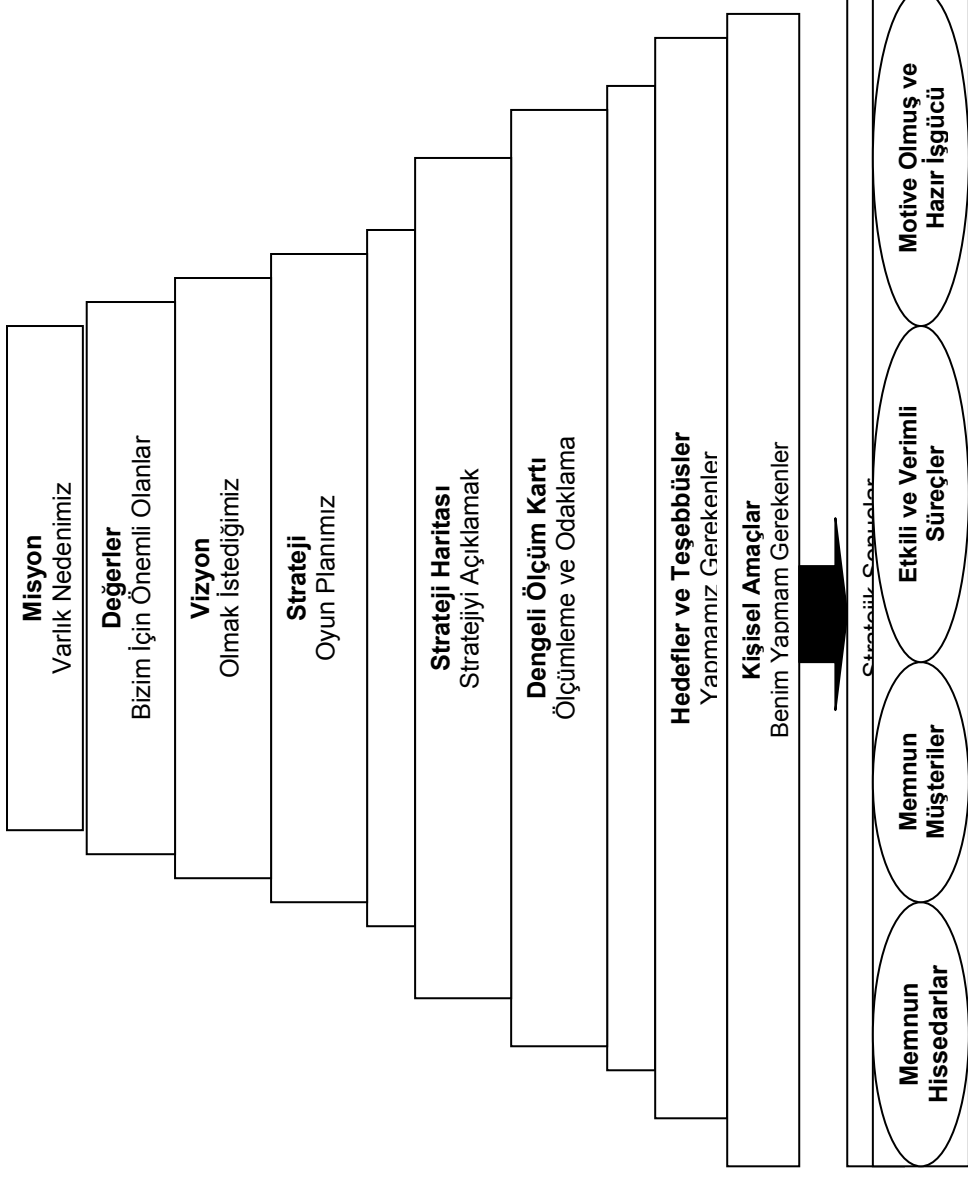 Misyon
Varlık Nedenimiz
Değerler
Bizim İçin Önemli Olanlar
Vizyon
Olmak İstediğimiz
Strateji
Oyun Planımız
Strateji Haritası
Stratejiyi Açıklamak
Dengeli Ölçüm Kartı
Ölçümleme ve Odaklama
Hedefler ve Teşebbüsler
Yapmamız Gerekenler
Kişisel Amaçlar
Benim Yapmam Gerekenler
Stratejik Sonuçlar
Memnun
Hissedarlar
Memnun
Müşteriler
Etkili ve Verimli
Süreçler
Motive Olmuş ve
Hazır İşgücü